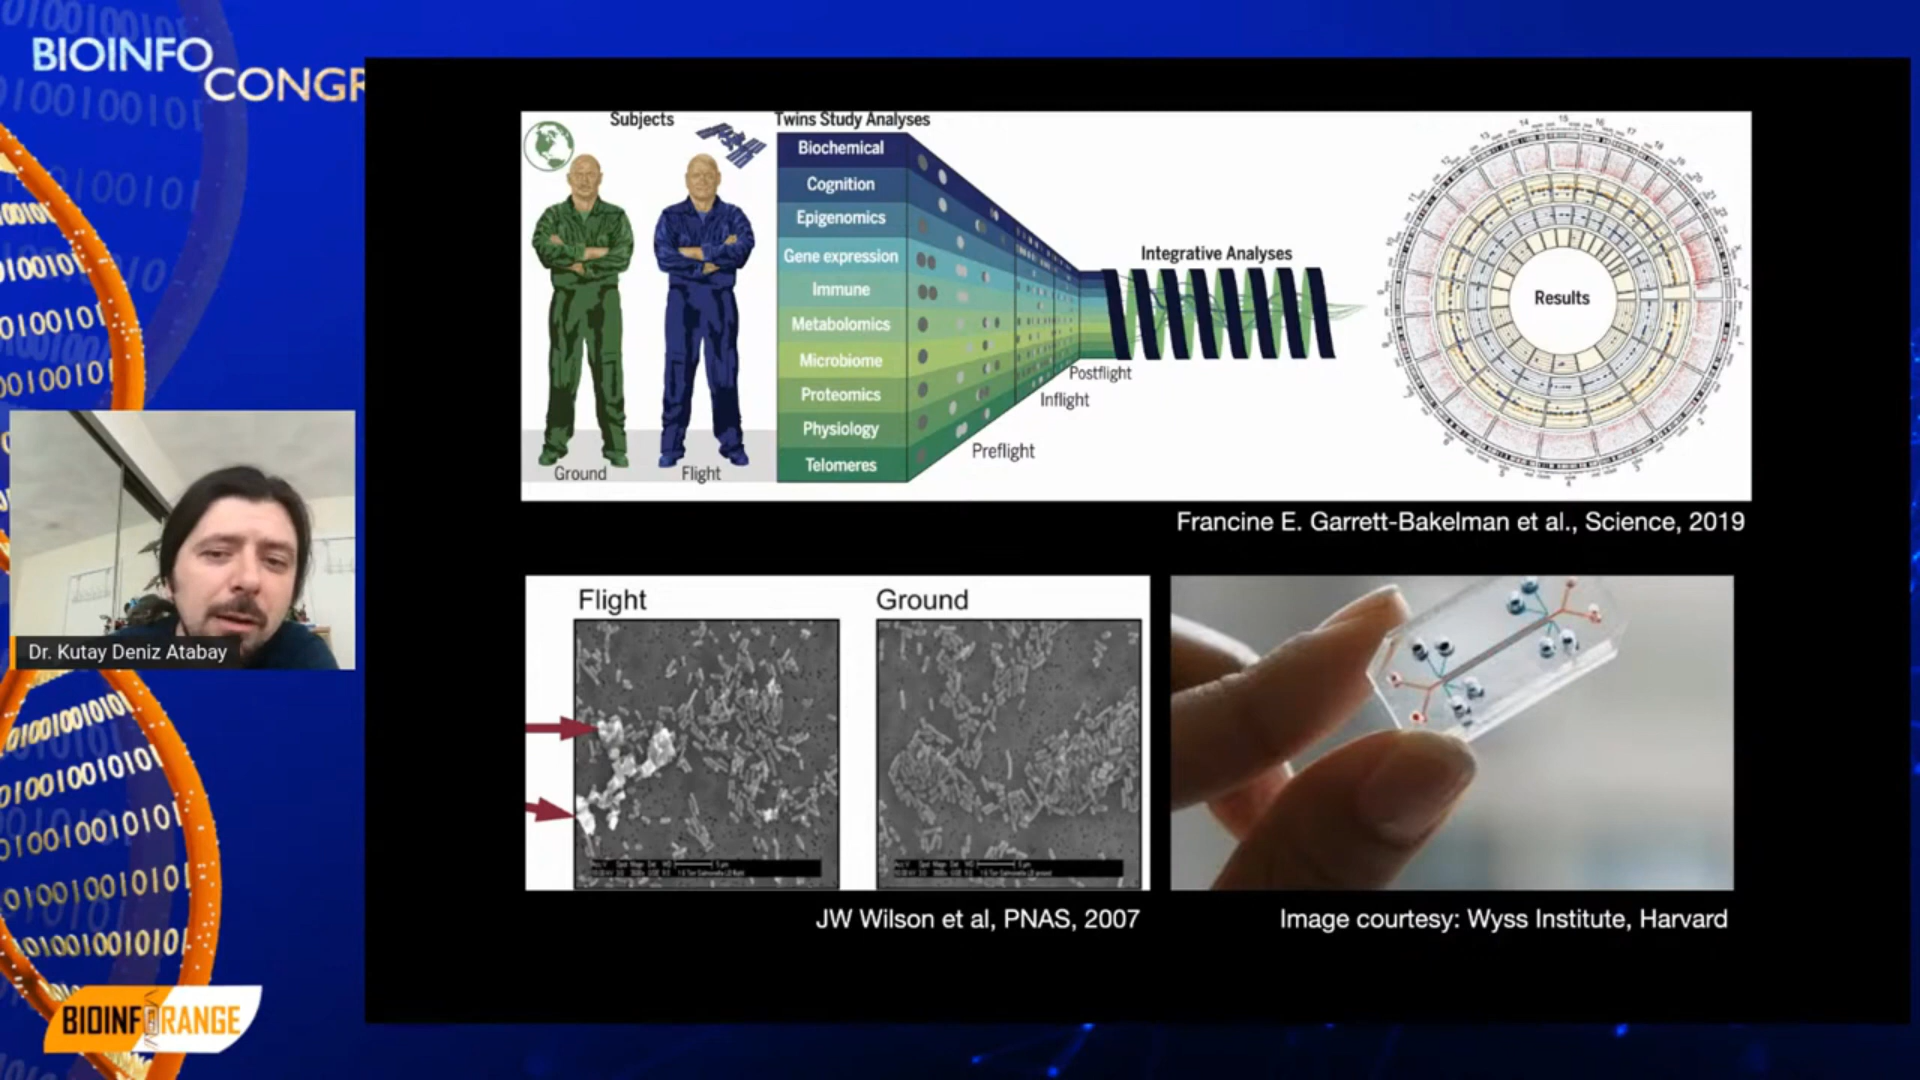 BIOINFO
CONGR
Subjects
Twins Study Analyses
Biochemical
Cognition
Epigenomics
Gene expression
Immune
Metabolomics
Microbiome
Proteomics
Physiology
Telomeres
Ground
Flight
Preflight
Inflight
Postflight
Integrative Analyses
Results
Francine E. Garrett-Bakelman et al., Science, 2019
Flight
Ground
JW Wilson et al, PNAS, 2007
Image courtesy: Wyss Institute, Harvard
Dr. Kutay Deniz Atabay
BIOINFORANGE